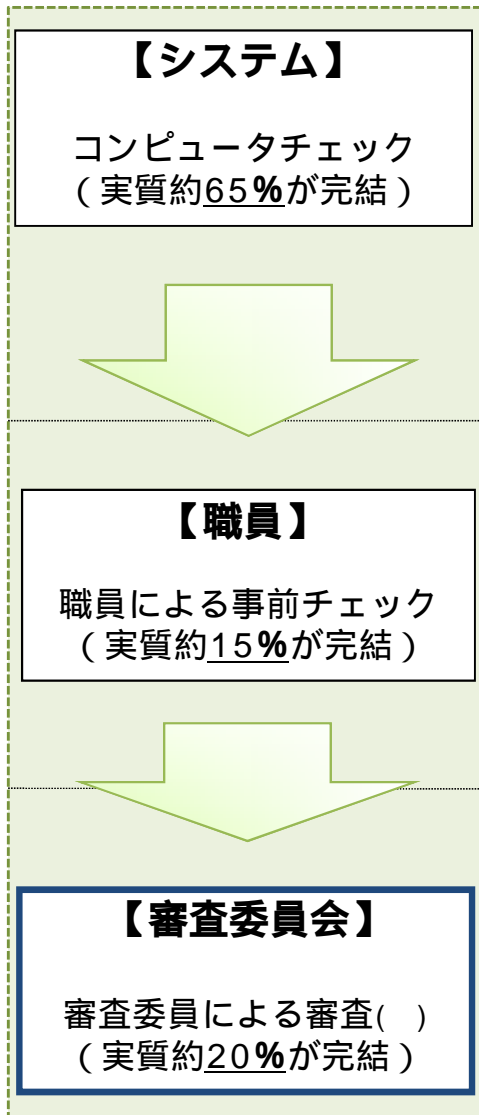 【システム】
コンピュータチェック
（実質約65%が完結）
【職員】
職員による事前チェック
（実質約15%が完結）
【審査委員会】
審査委員による審査(　)
（実質約20%が完結）